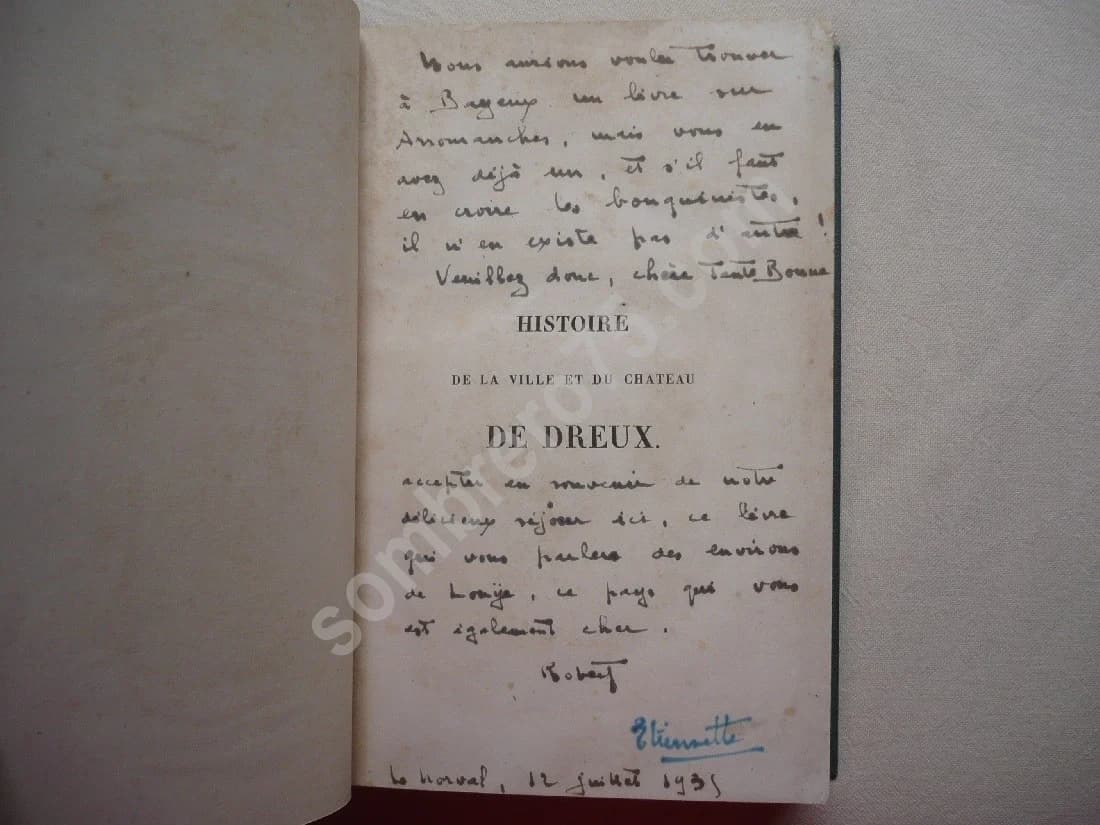 Nous aurions voulu trouver
à Bayeux un livre sur
Arromanches, mais vous en
avez déjà un, et s'il faut
en croire les bouquinistes,
il n'en existe pas d'autre !
Veuillez donc, chère Tante Bonne
HISTOIRE
DE LA VILLE ET DU CHATEAU
DE DREUX.
accepter en souvenir de notre
délicieux séjour ici, ce livre
qui vous parlera des environs
de Louÿe, ce pays qui vous
est également cher.
Robert
Etiennette
12 juillet 1935
sombrero75.com